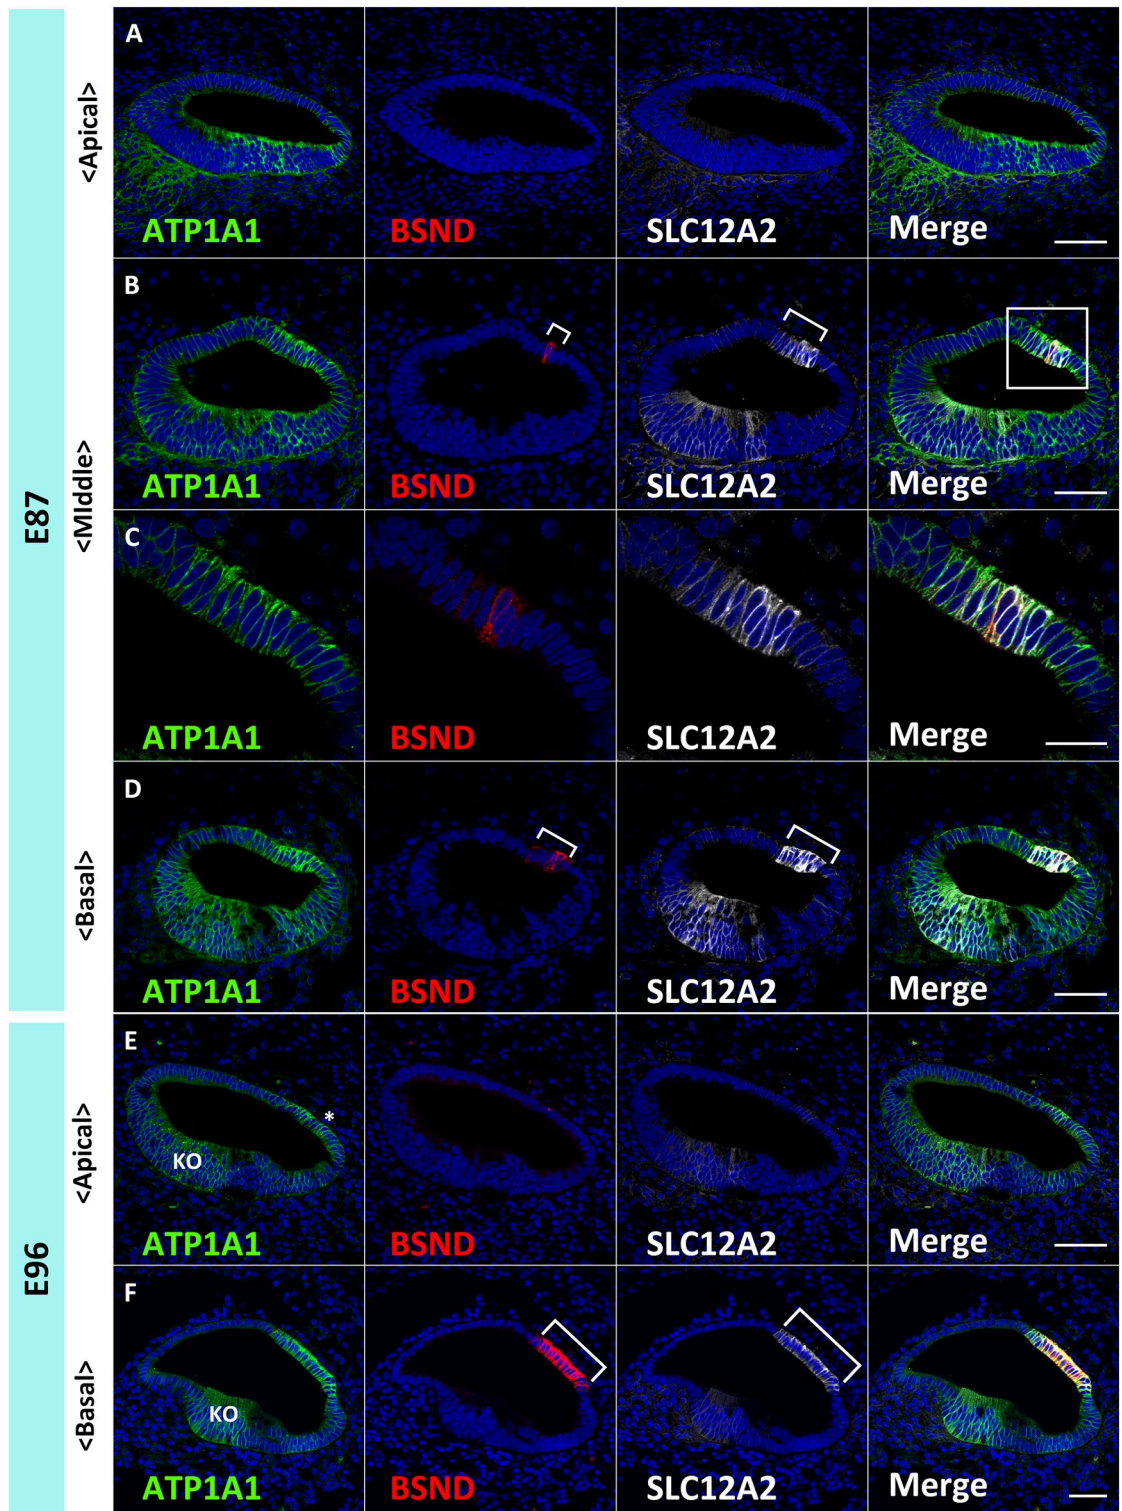 E87
<Apical>
A
ATP1A1
BSND
SLC12A2
Merge
<MIddle>
B
ATP1A1
BSND
SLC12A2
Merge
C
ATP1A1
BSND
SLC12A2
Merge
<Basal>
D
ATP1A1
BSND
SLC12A2
Merge
E96
<Apical>
E
*
KO
ATP1A1
BSND
SLC12A2
Merge
<Basal>
F
KO
ATP1A1
BSND
SLC12A2
Merge